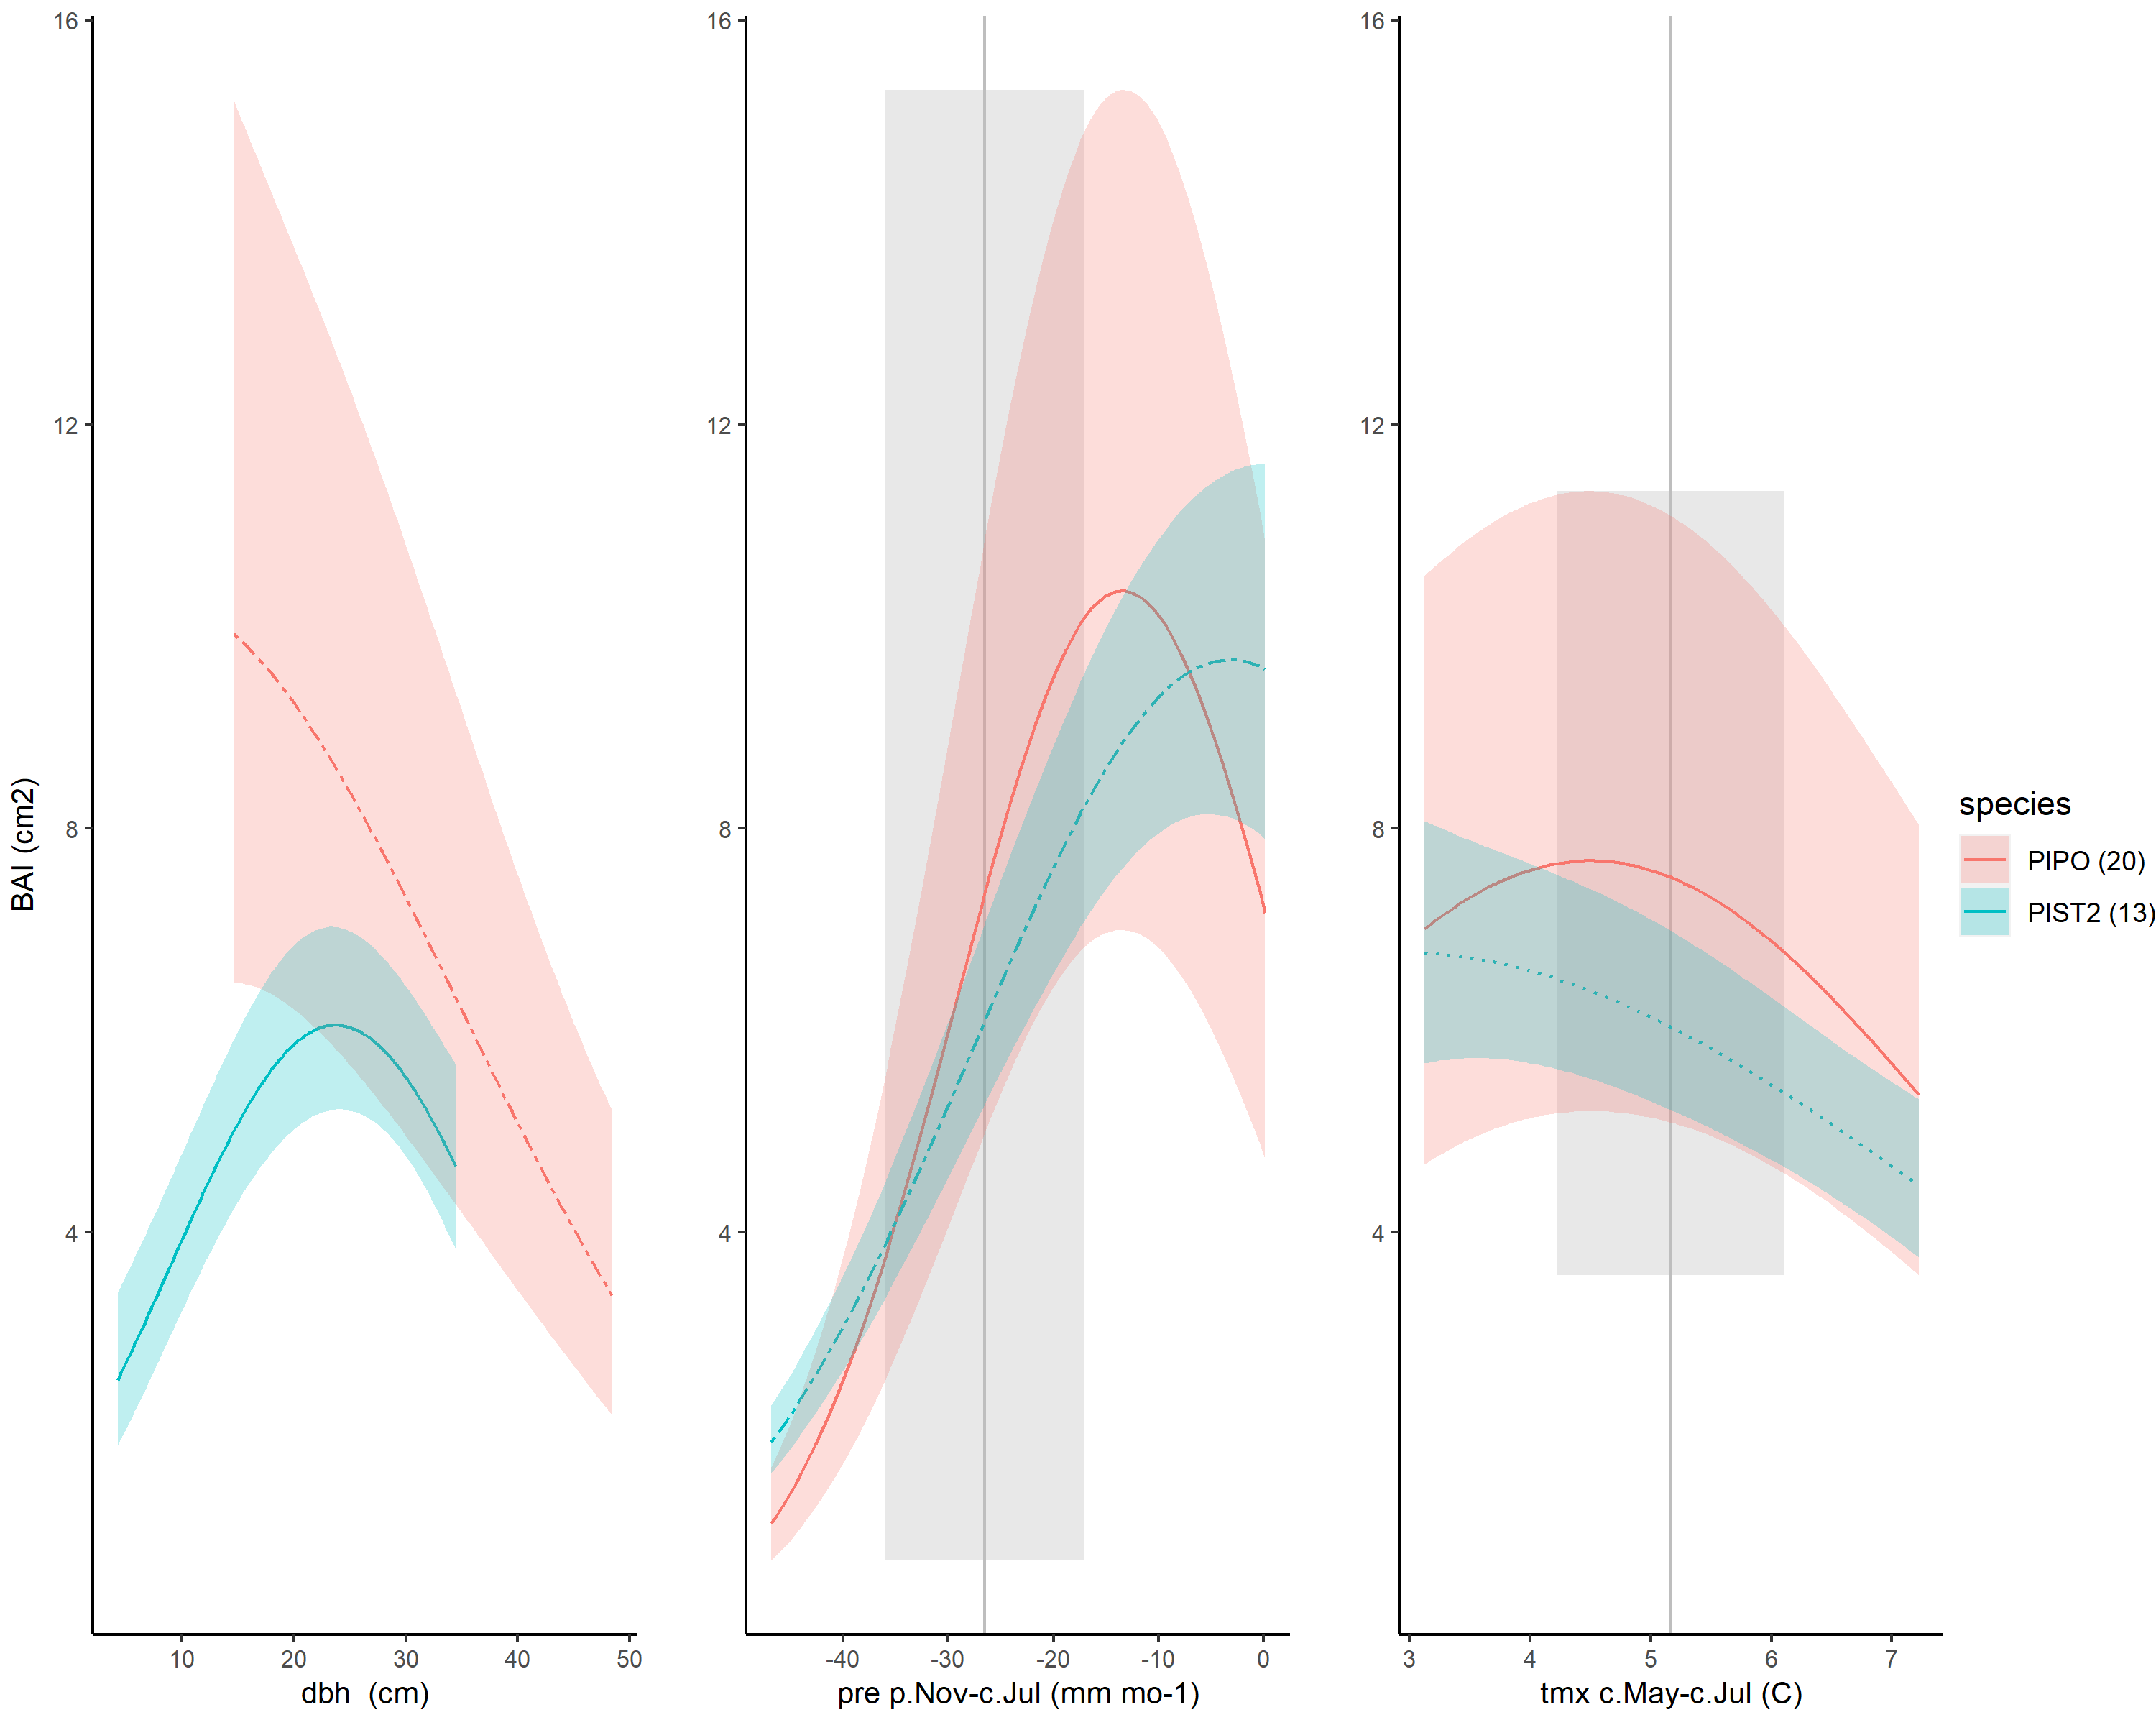 BAI (cm2)
16
12
8
4
10 20 30 40 50
dbh (cm)
16
12
8
4
-40 -30 -20 -10 0
pre p.Nov-c.Jul (mm mo-1)
16
12
8
4
3 4 5 6 7
tmx c.May-c.Jul (C)
species
PIPO (20)
PIST2 (13)